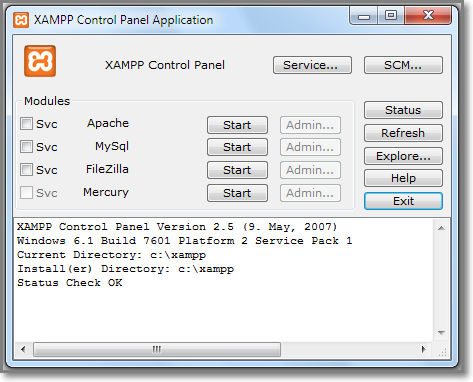 XAMPP Control Panel Application
XAMPP Control Panel Service... SCM...
Modules
Svc Apache Start Admin...
Svc MySql Start Admin...
Svc FileZilla Start Admin...
Svc Mercury Start Admin...
Status
Refresh
Explore...
Help
Exit
XAMPP Control Panel Version 2.5 (9. May, 2007)
Windows 6.1 Build 7601 Platform 2 Service Pack 1
Current Directory: c:\xampp
Install(er) Directory: c:\xampp
Status Check OK